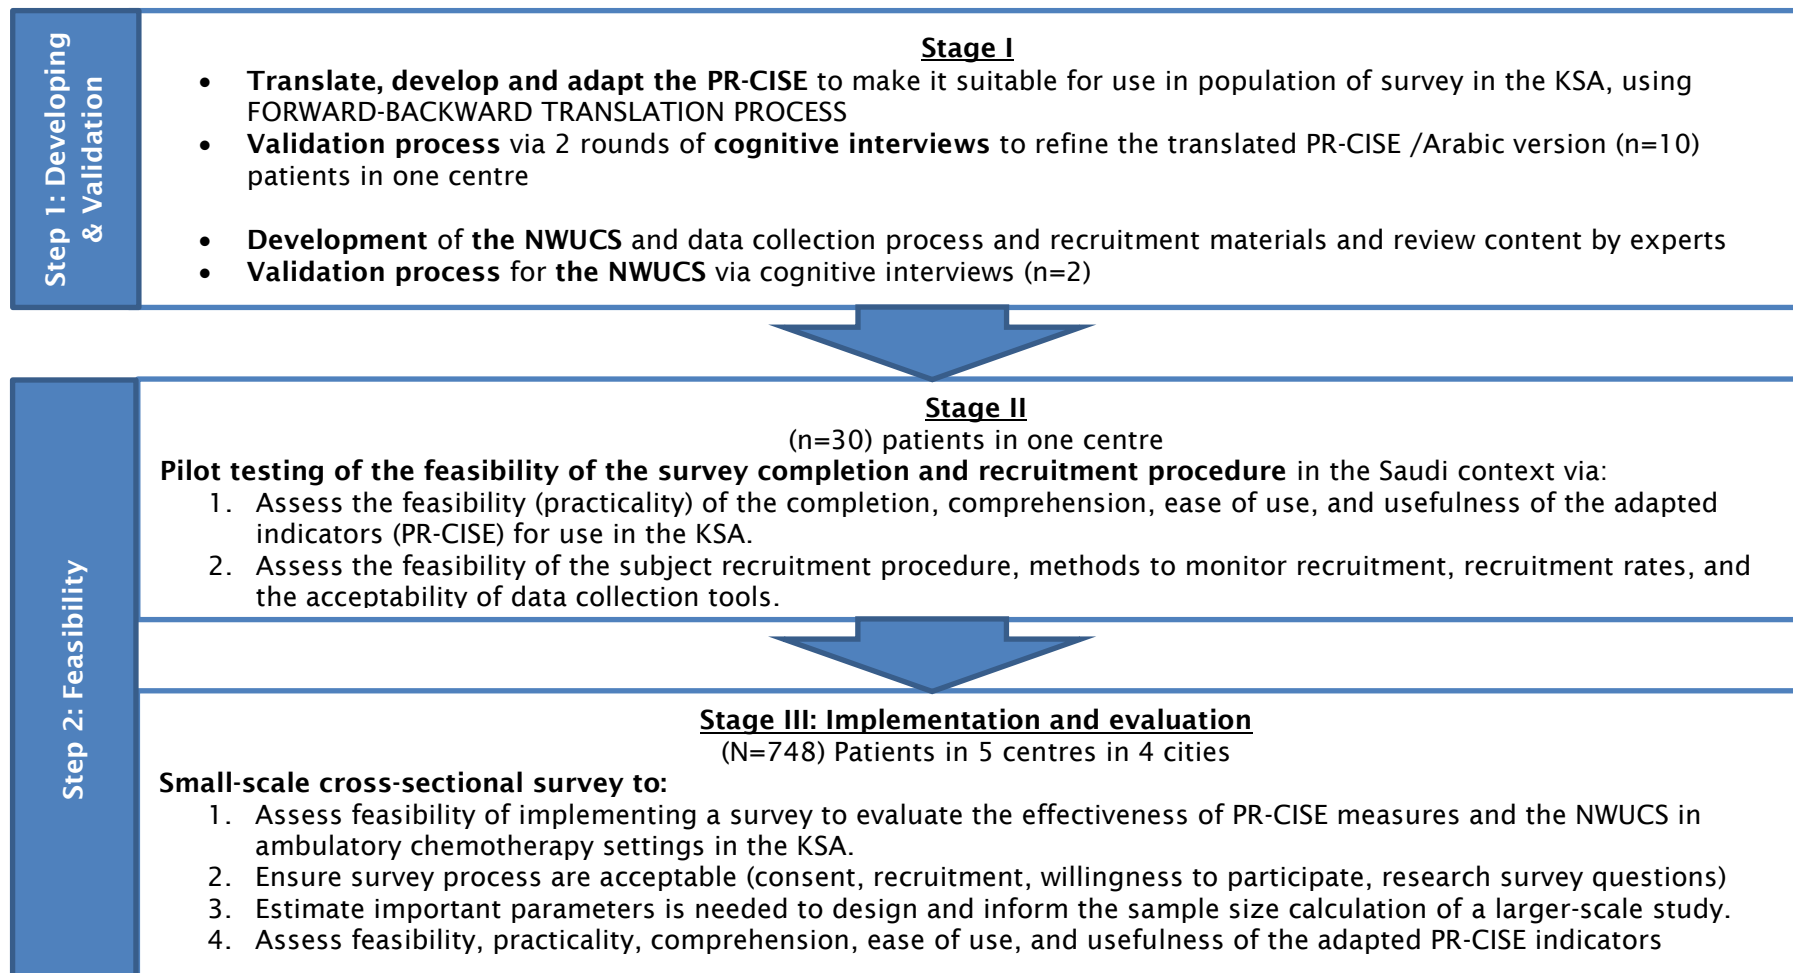 Step 1: Developing
& Validation
Stage I
• Translate, develop and adapt the PR-CISE to make it suitable for use in population of survey in the KSA, using
FORWARD-BACKWARD TRANSLATION PROCESS
• Validation process via 2 rounds of cognitive interviews to refine the translated PR-CISE /Arabic version (n=10)
patients in one centre
• Development of the NWUCS and data collection process and recruitment materials and review content by experts
• Validation process for the NWUCS via cognitive interviews (n=2)
Step 2: Feasibility
Stage II
(n=30) patients in one centre
Pilot testing of the feasibility of the survey completion and recruitment procedure in the Saudi context via:
1. Assess the feasibility (practicality) of the completion, comprehension, ease of use, and usefulness of the adapted
indicators (PR-CISE) for use in the KSA.
2. Assess the feasibility of the subject recruitment procedure, methods to monitor recruitment, recruitment rates, and
the acceptability of data collection tools.
Stage III: Implementation and evaluation
(N=748) Patients in 5 centres in 4 cities
Small-scale cross-sectional survey to:
1. Assess feasibility of implementing a survey to evaluate the effectiveness of PR-CISE measures and the NWUCS in
ambulatory chemotherapy settings in the KSA.
2. Ensure survey process are acceptable (consent, recruitment, willingness to participate, research survey questions)
3. Estimate important parameters is needed to design and inform the sample size calculation of a larger-scale study.
4. Assess feasibility, practicality, comprehension, ease of use, and usefulness of the adapted PR-CISE indicators